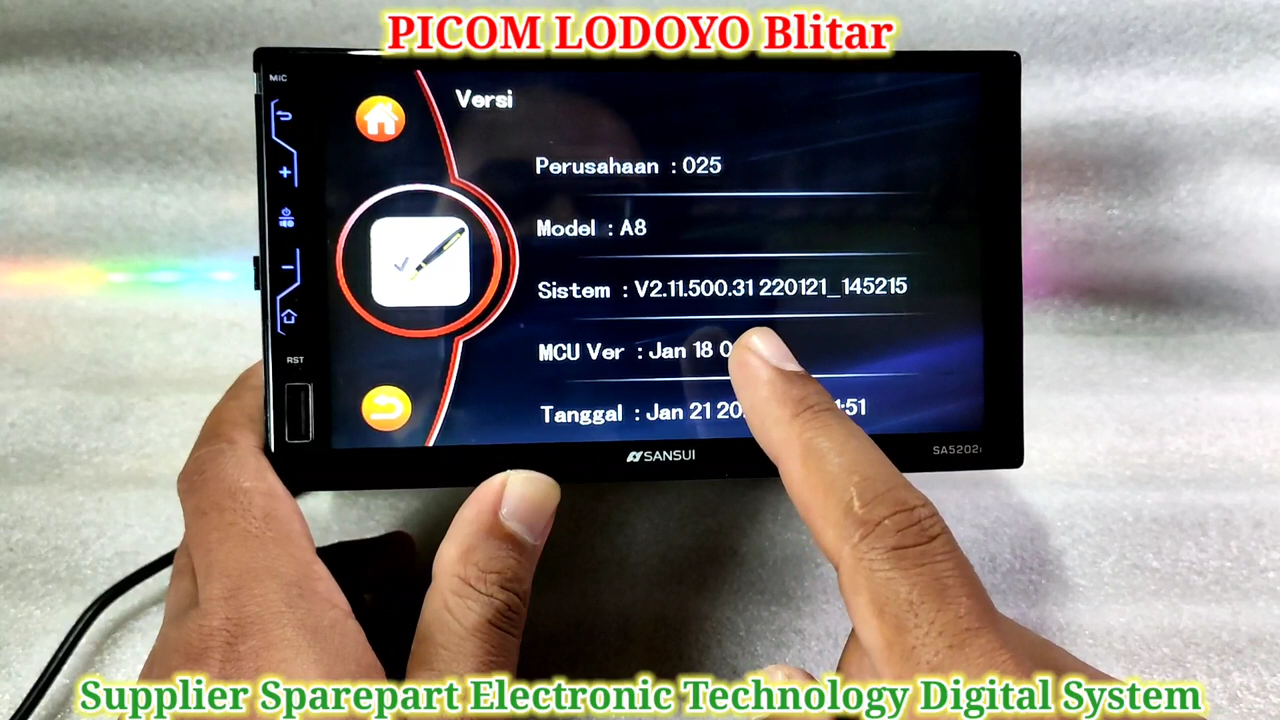 PICOM LODOYO Blitar
MIC
Versi
Perusahaan : 025
Model : A8
Sistem : V2.11.500.31 220121_145215
MCU Ver : Jan 18
Tanggal : Jan 21
RST
SANSUI
SA5202i
Supplier Sparepart Electronic Technology Digital System